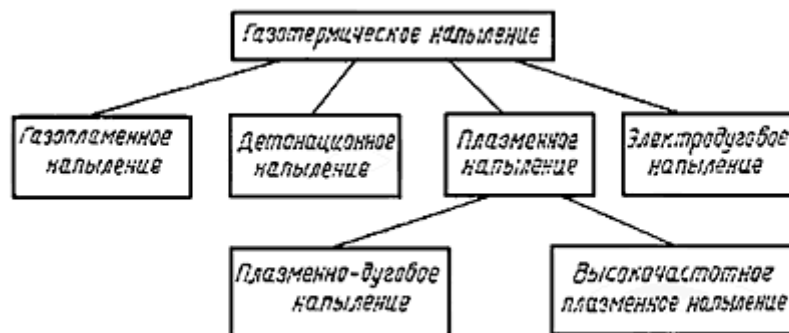 Газотермическое напыление
Газопламенное
напыление
Детонационное
напыление
Плазменное
напыление
Электродуговое
напыление
Плазменно-дуговое
напыление
Высокочастотное
плазменное напыление